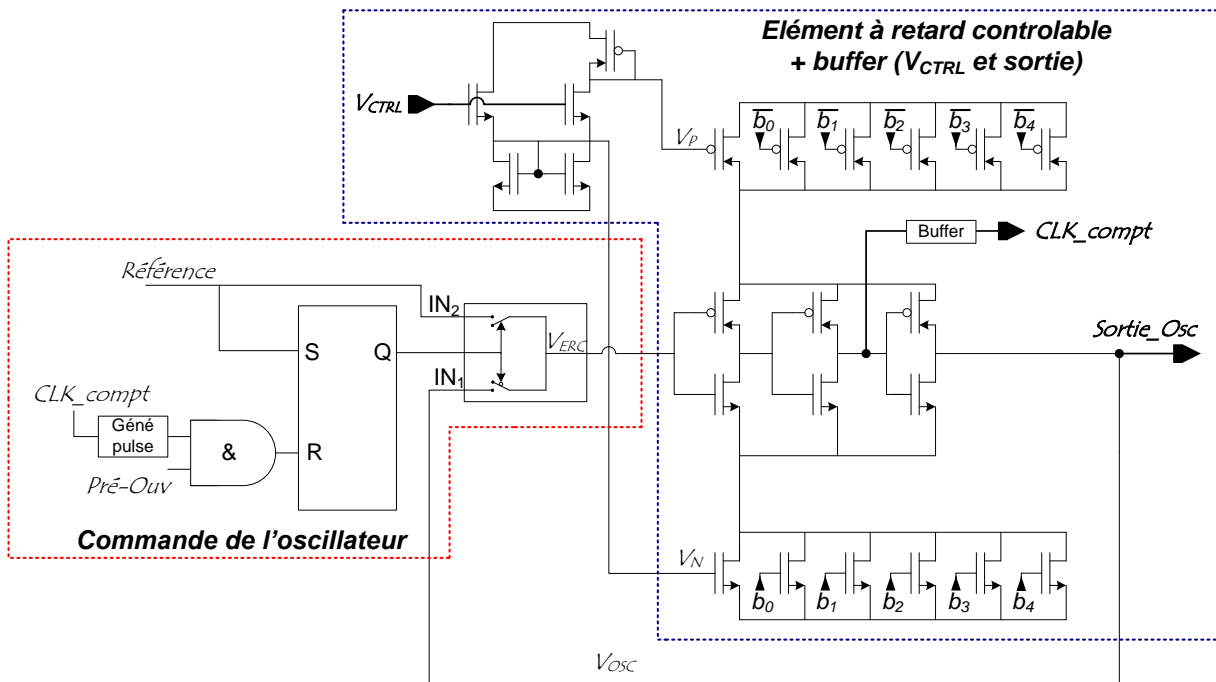 Elément à retard controlable
+ buffer (VCTRL et sortie)
VCTRL
VP
b0 b1 b2 b3 b4
Buffer
CLK_compt
Référence
IN2
S
Q
VERC
IN1
Sortie_Osc
CLK_compt
Géné
pulse
&
R
Pré-Ouv
Commande de l'oscillateur
VN
b0 b1 b2 b3 b4
VOSC